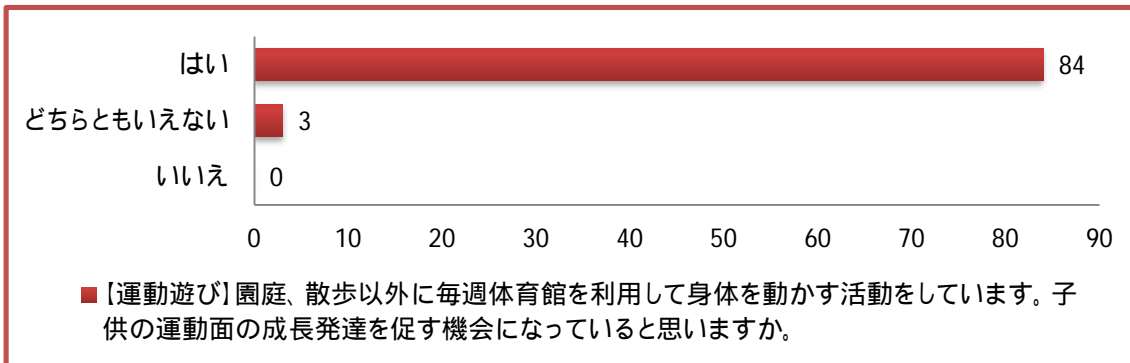 はい 84
どちらともいえない 3
いいえ 0
0 10 20 30 40 50 60 70 80 90
【運動遊び】園庭、散歩以外に毎週体育館を利用して身体を動かす活動をしています。子
供の運動面の成長発達を促す機会になっていると思いますか。